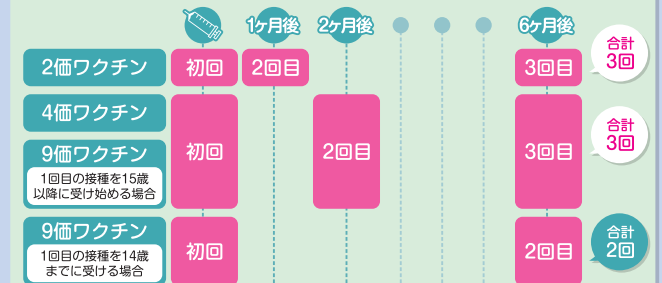 1ヶ月後
2ヶ月後
6ヶ月後
2価ワクチン
初回
2回目
3回目
合計
3回
4価ワクチン
9価ワクチン
1回目の接種を15歳
以降に受け始める場合
初回
2回目
3回目
合計
3回
9価ワクチン
1回目の接種を14歳
までに受ける場合
初回
2回目
合計
2回